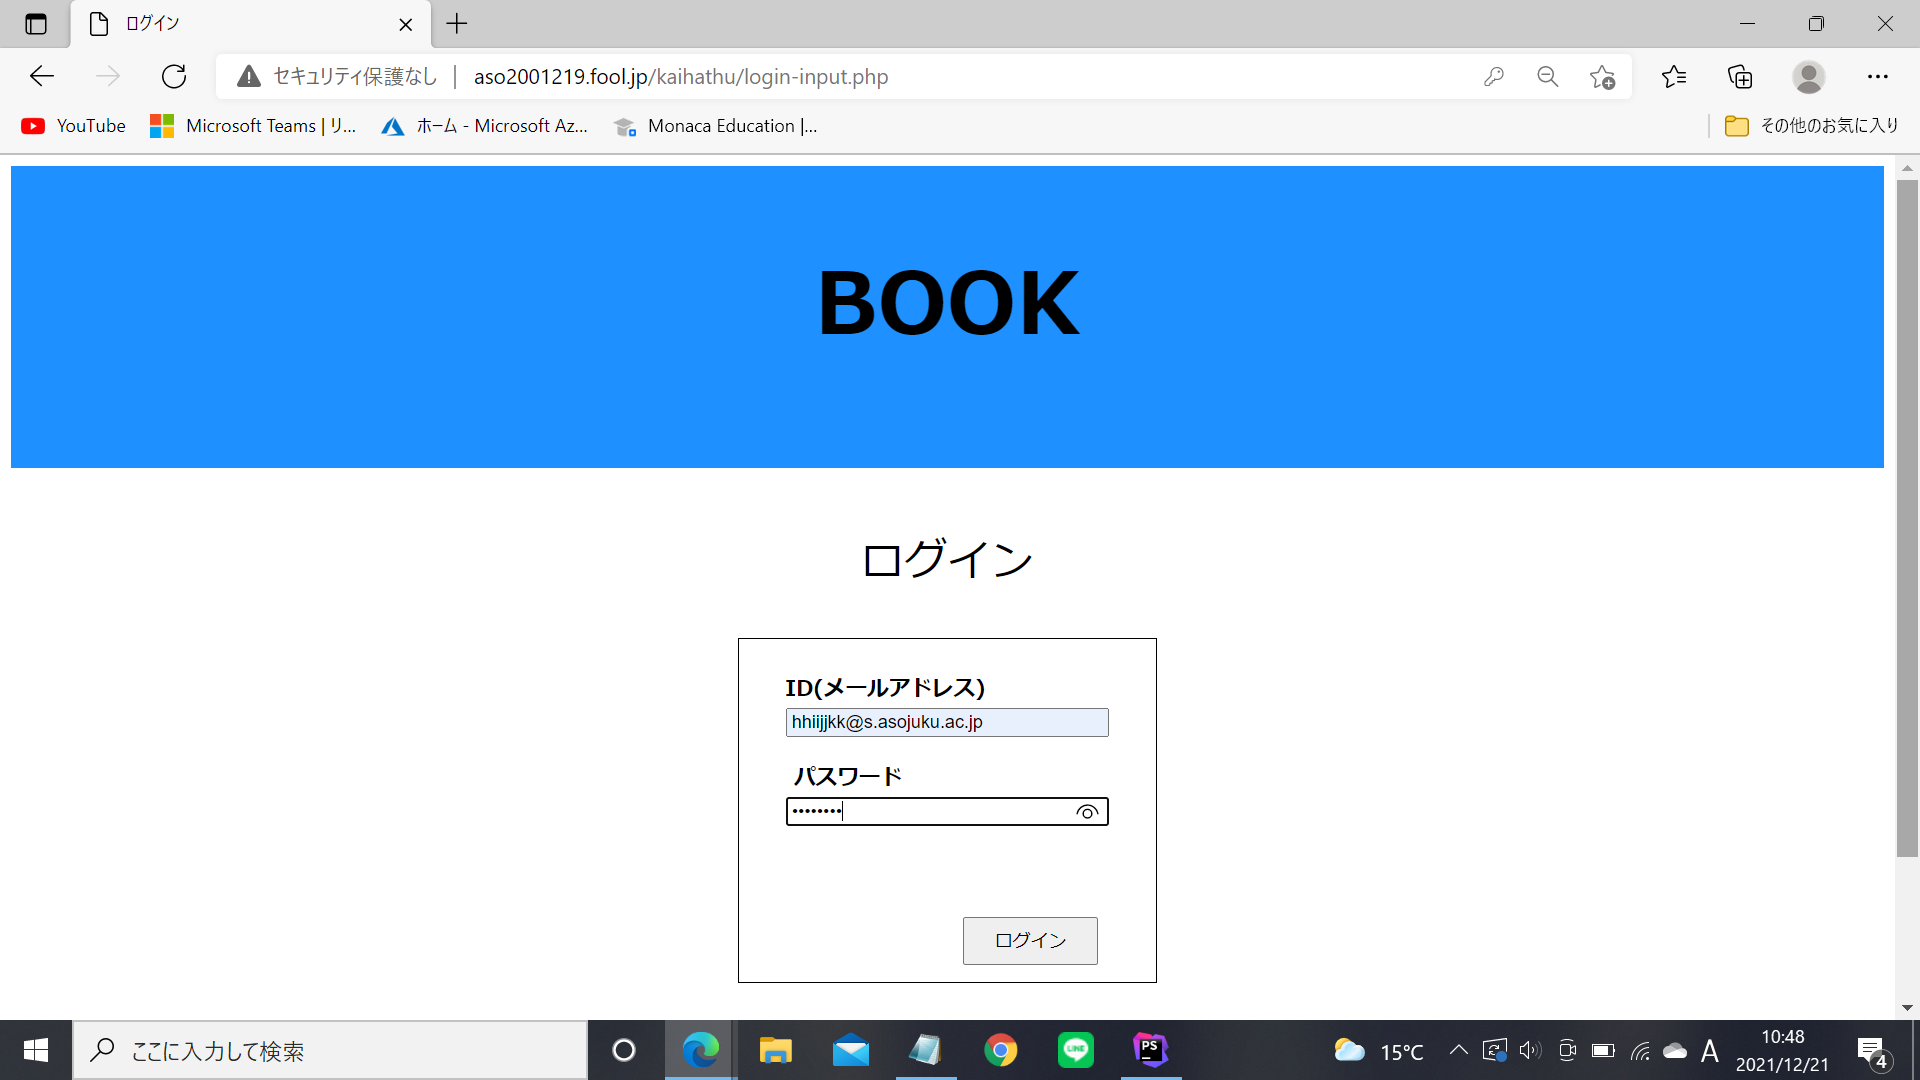 ログイン
セキュリティ保護なし
aso2001219.fool.jp/kaihathu/login-input.php
YouTube
Microsoft Teams | リ...
ホーム - Microsoft Az...
Monaca Education |...
その他のお気に入り
BOOK
ログイン
ID(メールアドレス)
hhiijjkk@s.asojuku.ac.jp
パスワード
••••••••
ログイン
ここに入力して検索
LINE
PS
15°C
A
10:48
2021/12/21
4